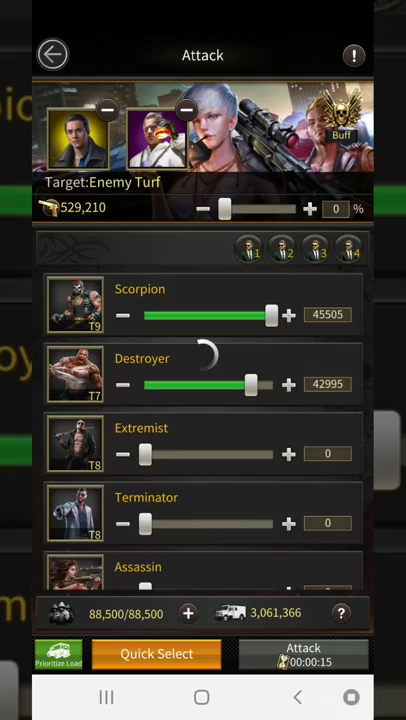 Attack
Buff
Target:Enemy Turf
529,210
0 %
1
2
3
4
Scorpion
T9
45505
Destroyer
T7
42995
Extremist
T8
0
Terminator
T8
0
Assassin
88,500/88,500
3,061,366
?
Prioritize Load
Quick Select
Attack
00:00:15